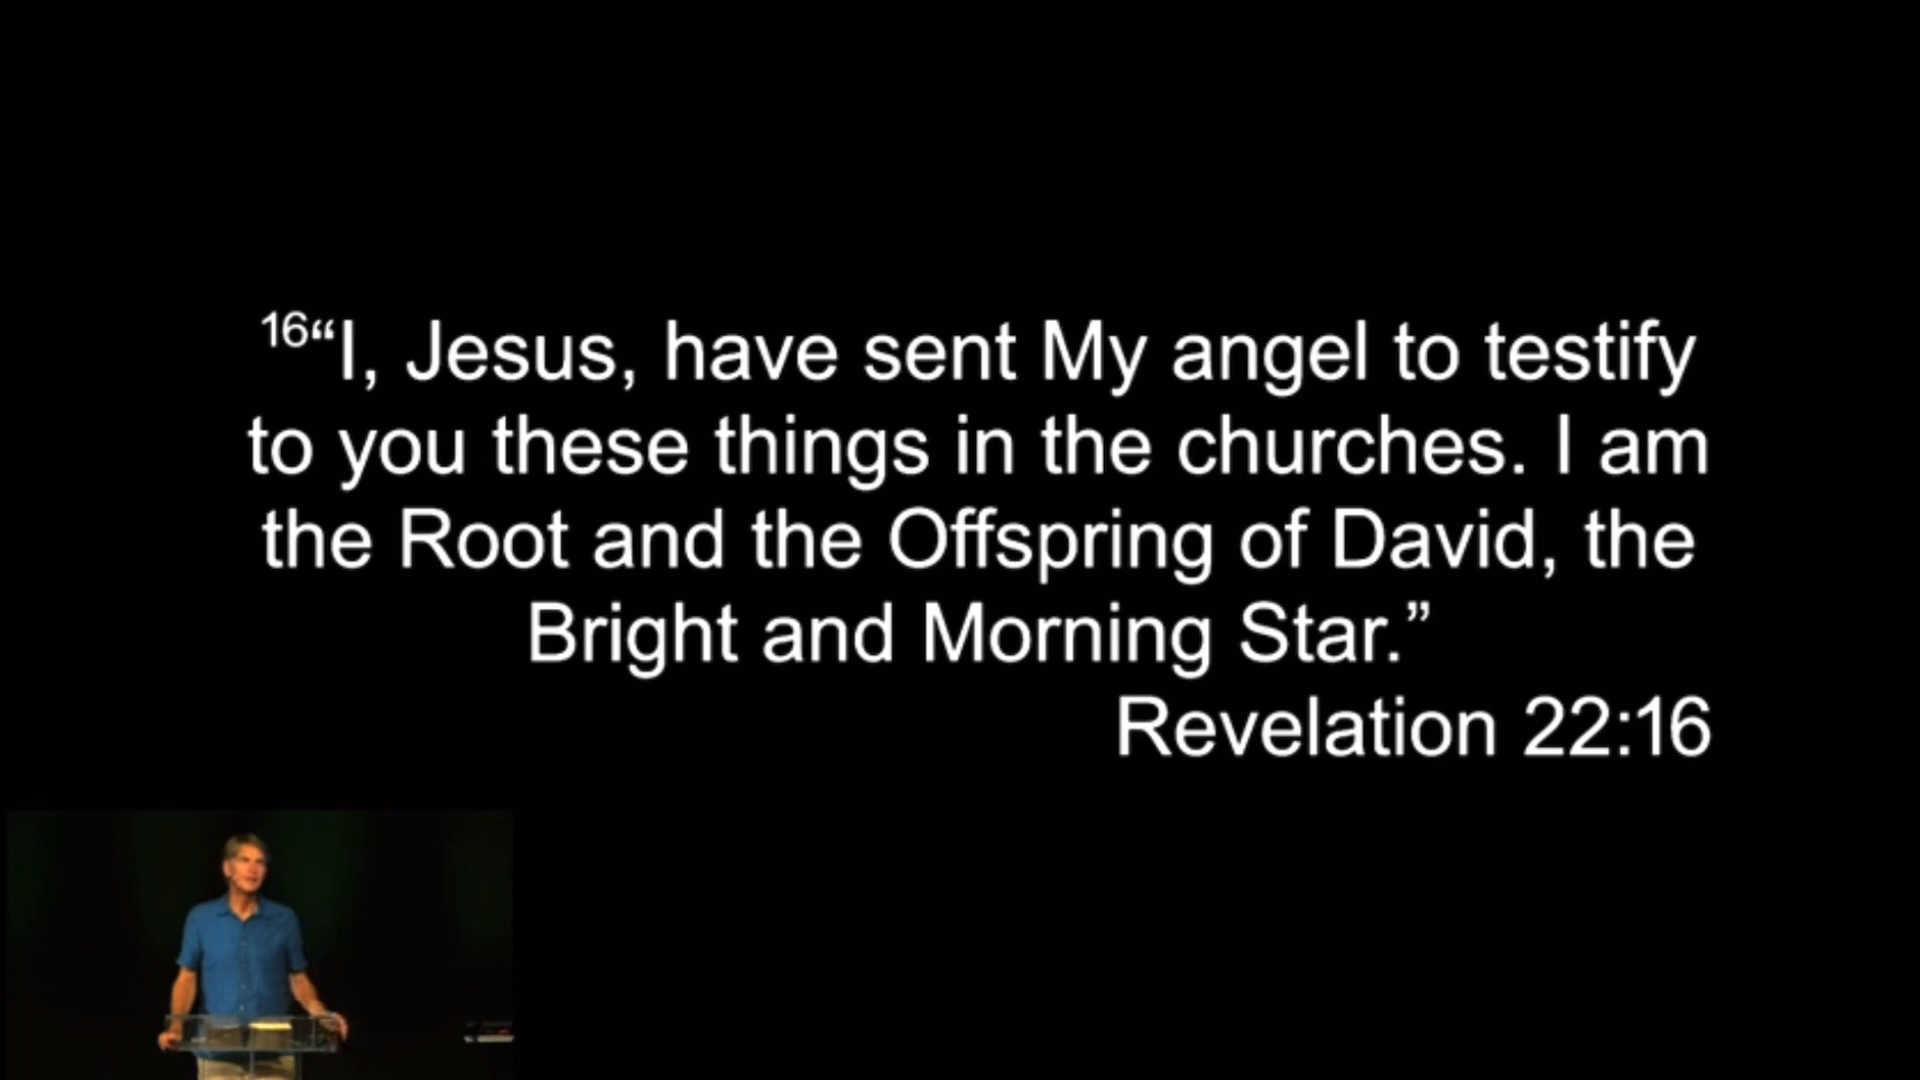 16“I, Jesus, have sent My angel to testify
to you these things in the churches. I am
the Root and the Offspring of David, the
Bright and Morning Star.”
Revelation 22:16